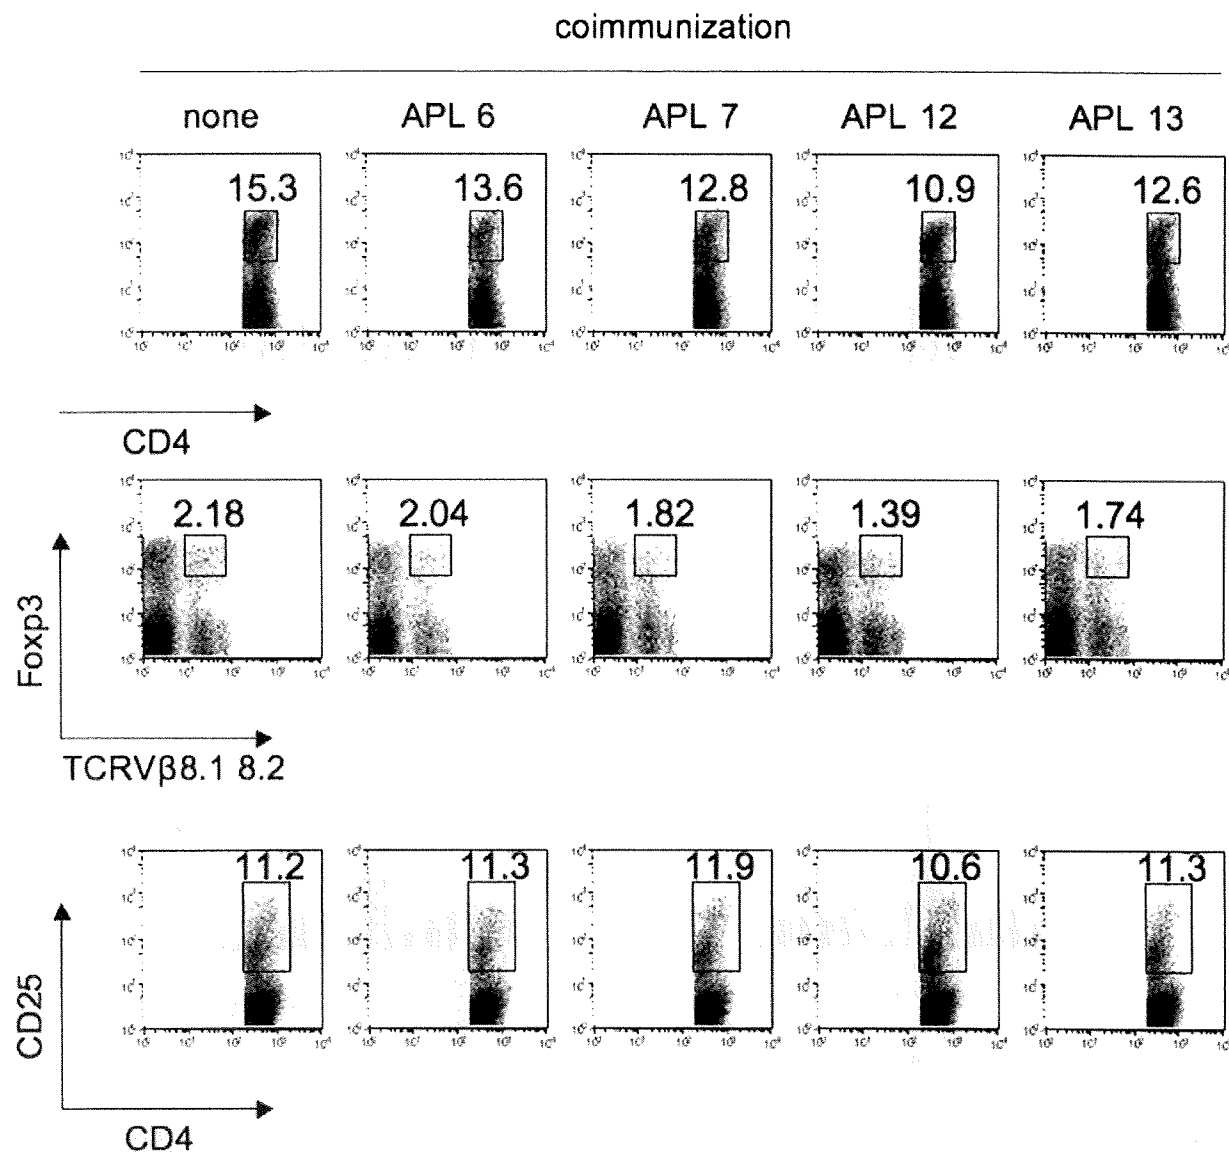 coimmunization
none APL 6 APL 7 APL 12 APL 13
15.3 13.6 12.8 10.9 12.6
CD4
2.18 2.04 1.82 1.39 1.74
Foxp3
TCRVβ8.1 8.2
11.2 11.3 11.9 10.6 11.3
CD25
CD4